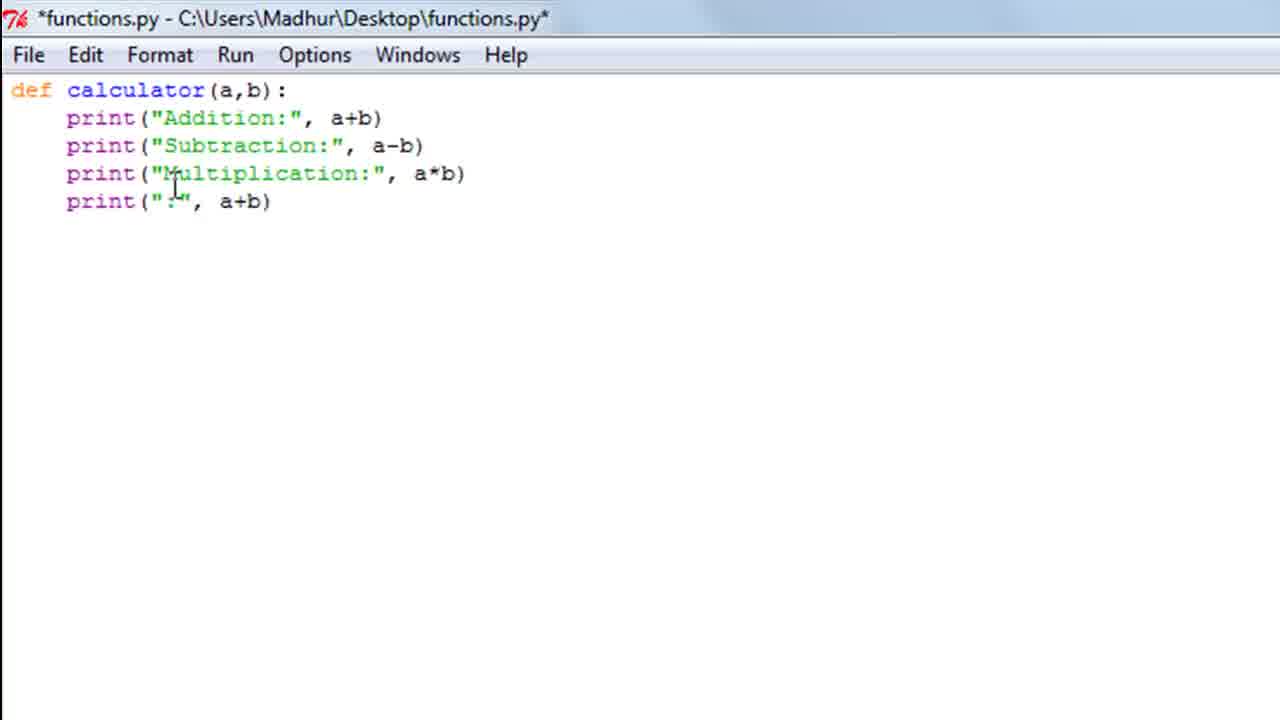 *functions.py - C:\Users\Madhur\Desktop\functions.py*
File Edit Format Run Options Windows Help
def calculator(a,b):
    print("Addition:", a+b)
    print("Subtraction:", a-b)
    print("Multiplication:", a*b)
    print(":", a+b)